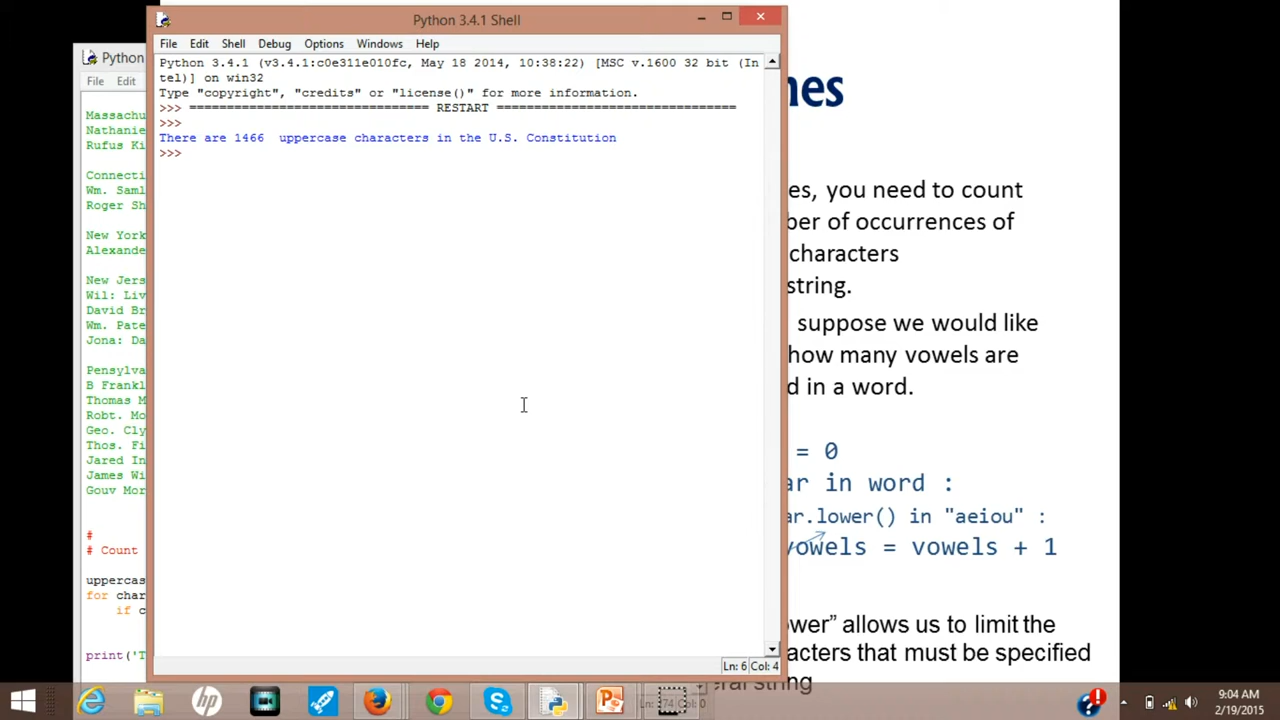 Python 3.4.1 Shell
File Edit Shell Debug Options Windows Help
Python 3.4.1 (v3.4.1:c0e311e010fc, May 18 2014, 10:38:22) [MSC v.1600 32 bit (In
tel)] on win32
Type "copyright", "credits" or "license()" for more information.
>>> ================================ RESTART ================================
>>>
There are 1466  uppercase characters in the U.S. Constitution
>>>
Ln: 6 Col: 4
Python
File Edit
Massachu
Nathanie
Rufus Ki
Connecti
Wm. Saml
Roger Sh
New York
Alexande
New Jers
Wil: Liv
David Br
Wm. Pate
Jona: Da
Pensylva
B Frankl
Thomas M
Robt. Mo
Geo. Cly
Thos. Fi
Jared In
James Wi
Gouv Mor
#
# Count
uppercas
for char
if c
print('T
mes
es, you need to count
ber of occurrences of
characters
string.
suppose we would like
how many vowels are
d in a word.
= 0
ar in word :
ar.lower() in "aeiou" :
vowels = vowels + 1
ower” allows us to limit the
acters that must be specified
eral string
hp
9:04 AM
2/19/2015